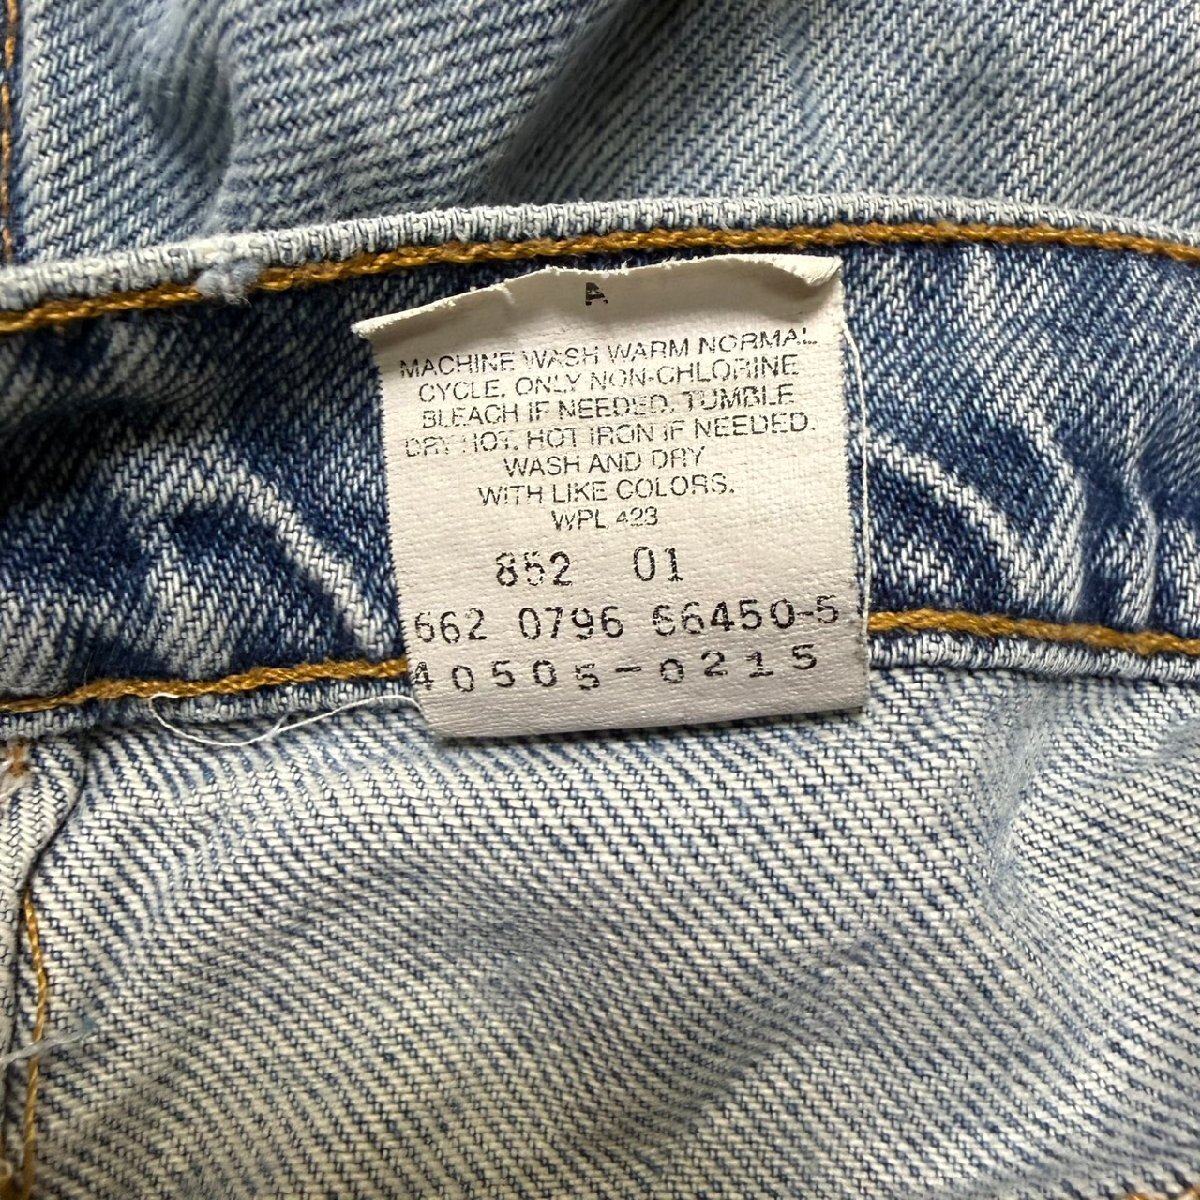 A
MACHINE WASH WARM NORMAL
CYCLE. ONLY NON-CHLORINE
BLEACH IF NEEDED. TUMBLE
DRY HOT. HOT IRON IF NEEDED.
WASH AND DRY
WITH LIKE COLORS.
WPL 423
852 01
662 0796 66450-5
40505-0215